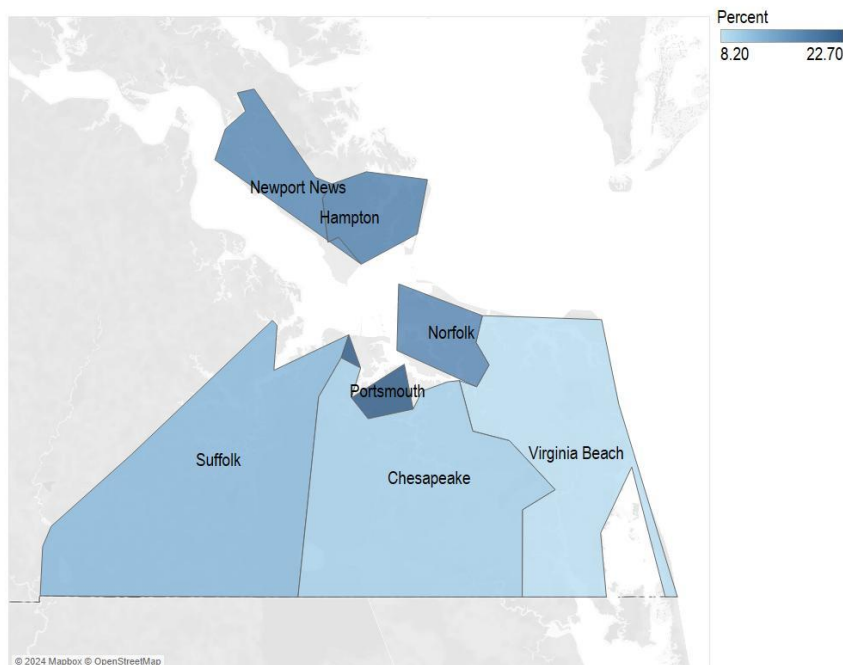 Percent
8.20 22.70
Newport News
Hampton
Norfolk
Portsmouth
Virginia Beach
Suffolk
Chesapeake
© 2024 Mapbox © OpenStreetMap